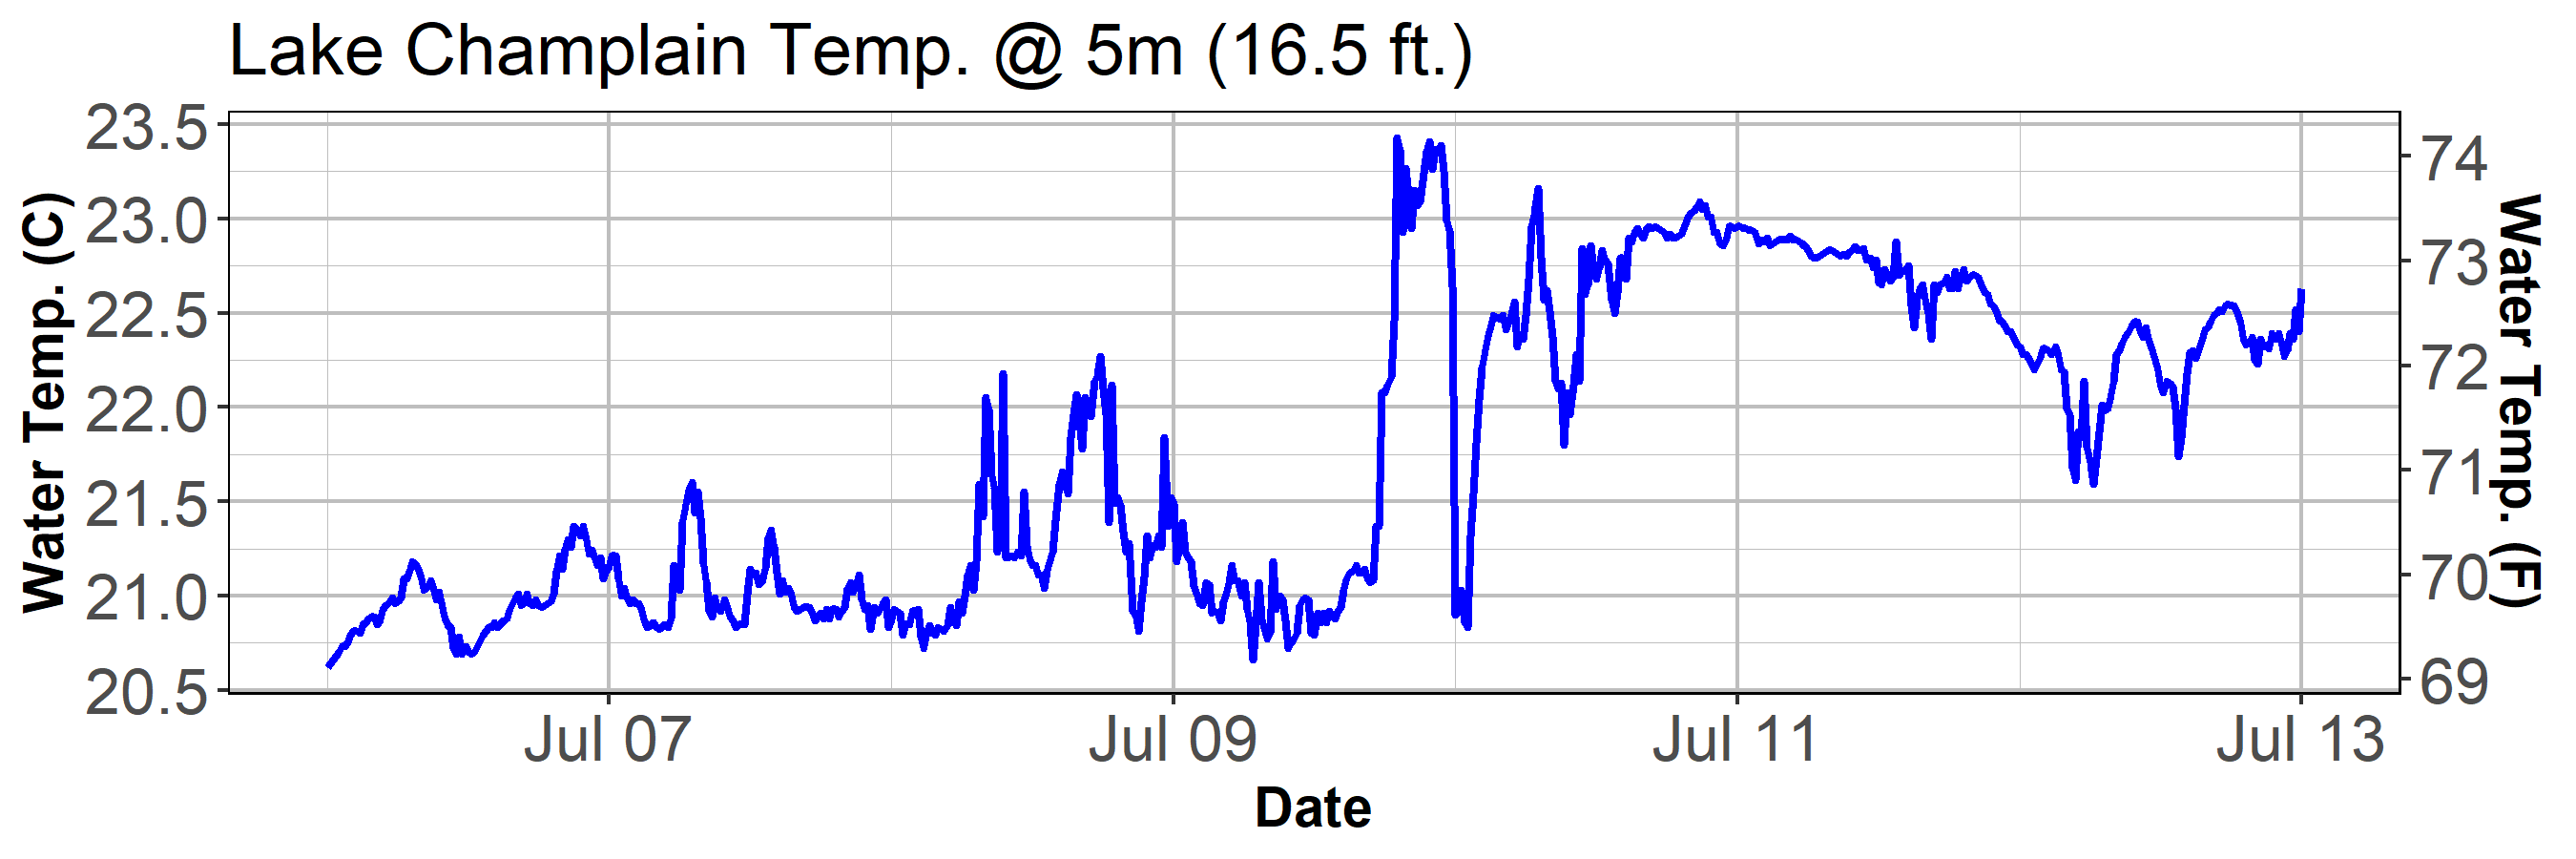 Lake Champlain Temp. @ 5m (16.5 ft.)
Water Temp. (C)
23.5
23.0
22.5
22.0
21.5
21.0
20.5
74
73
72
71
70
69
Water Temp. (F)
Jul 07 Jul 09 Jul 11 Jul 13
Date